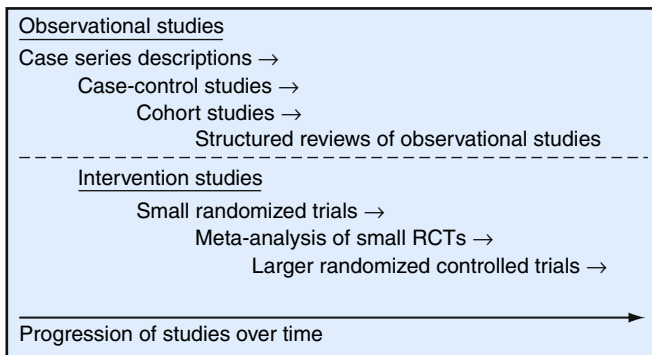 Observational studies
Case series descriptions →
Case-control studies →
Cohort studies →
Structured reviews of observational studies
Intervention studies
Small randomized trials →
Meta-analysis of small RCTs →
Larger randomized controlled trials →
Progression of studies over time